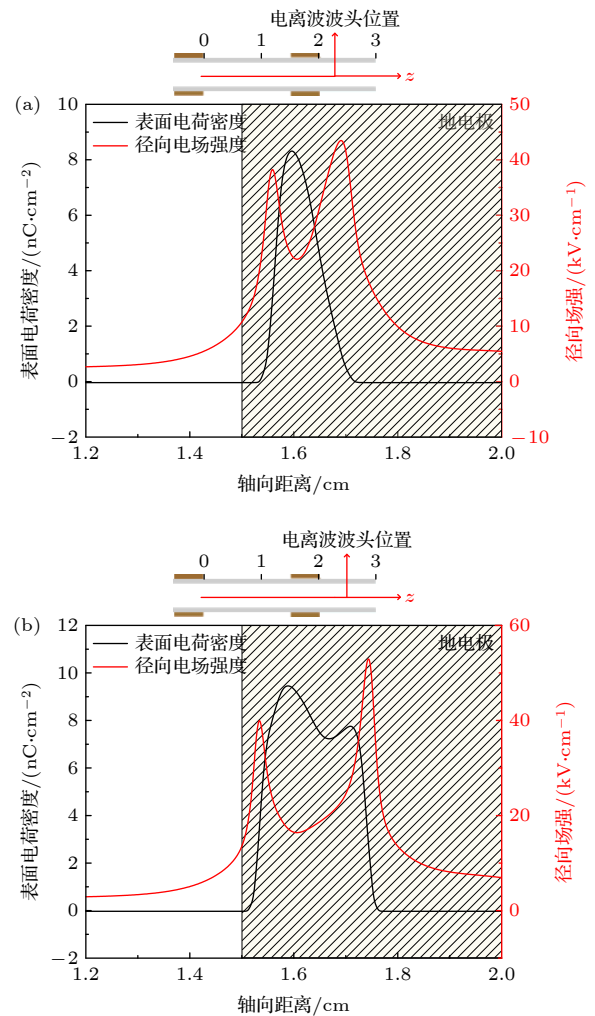 电离波波头位置
0 1 2 3
z
(a)
表面电荷密度
径向电场强度
地电极
10
8
6
4
2
0
−2
50
40
30
20
10
0
−10
表面电荷密度/(nC·cm−2)
径向场强/(kV·cm−1)
1.2 1.4 1.6 1.8 2.0
轴向距离/cm
电离波波头位置
0 1 2 3
z
(b)
表面电荷密度
径向电场强度
地电极
12
10
8
6
4
2
0
−2
60
50
40
30
20
10
0
表面电荷密度/(nC·cm−2)
径向场强/(kV·cm−1)
1.2 1.4 1.6 1.8 2.0
轴向距离/cm